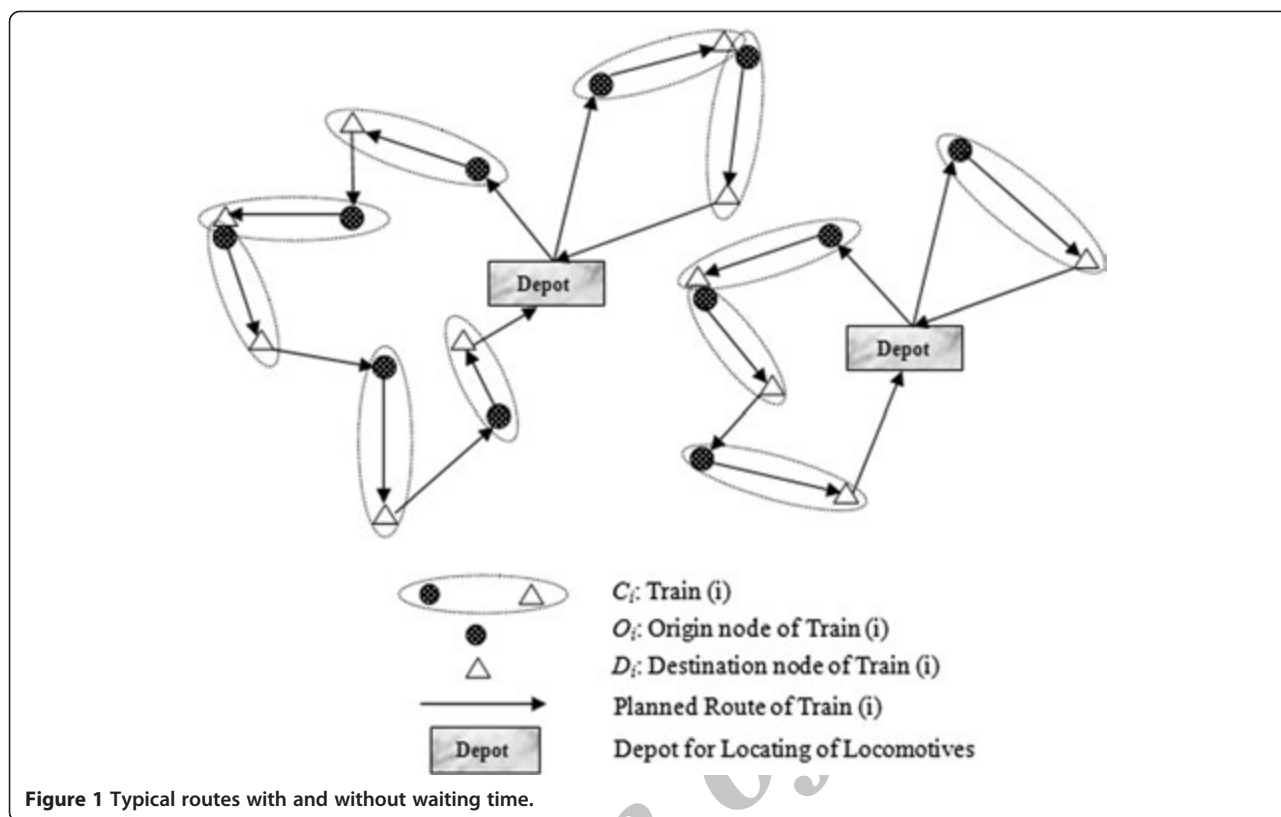 Depot
Depot
Cᵢ: Train (i)
Oᵢ: Origin node of Train (i)
Dᵢ: Destination node of Train (i)
Planned Route of Train (i)
Depot
Depot for Locating of Locomotives
Figure 1 Typical routes with and without waiting time.